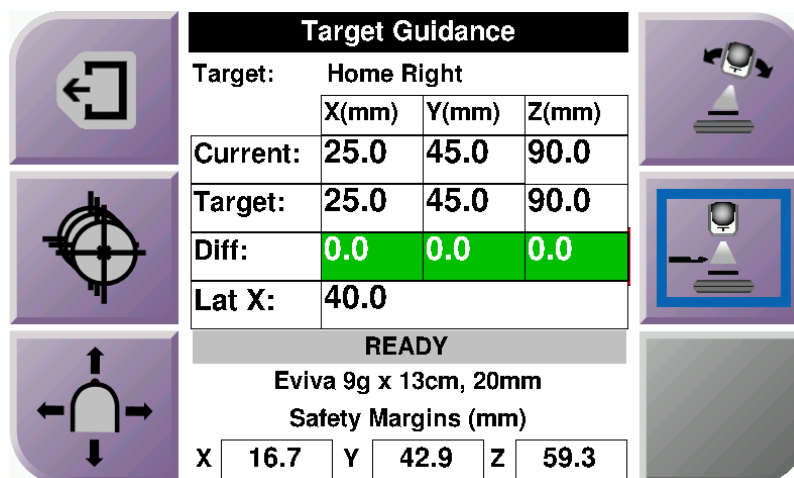 Target Guidance
Target: Home Right
X(mm) Y(mm) Z(mm)
Current: 25.0 45.0 90.0
Target: 25.0 45.0 90.0
Diff: 0.0 0.0 0.0
Lat X: 40.0
READY
Eviva 9g x 13cm, 20mm
Safety Margins (mm)
X 16.7 Y 42.9 Z 59.3